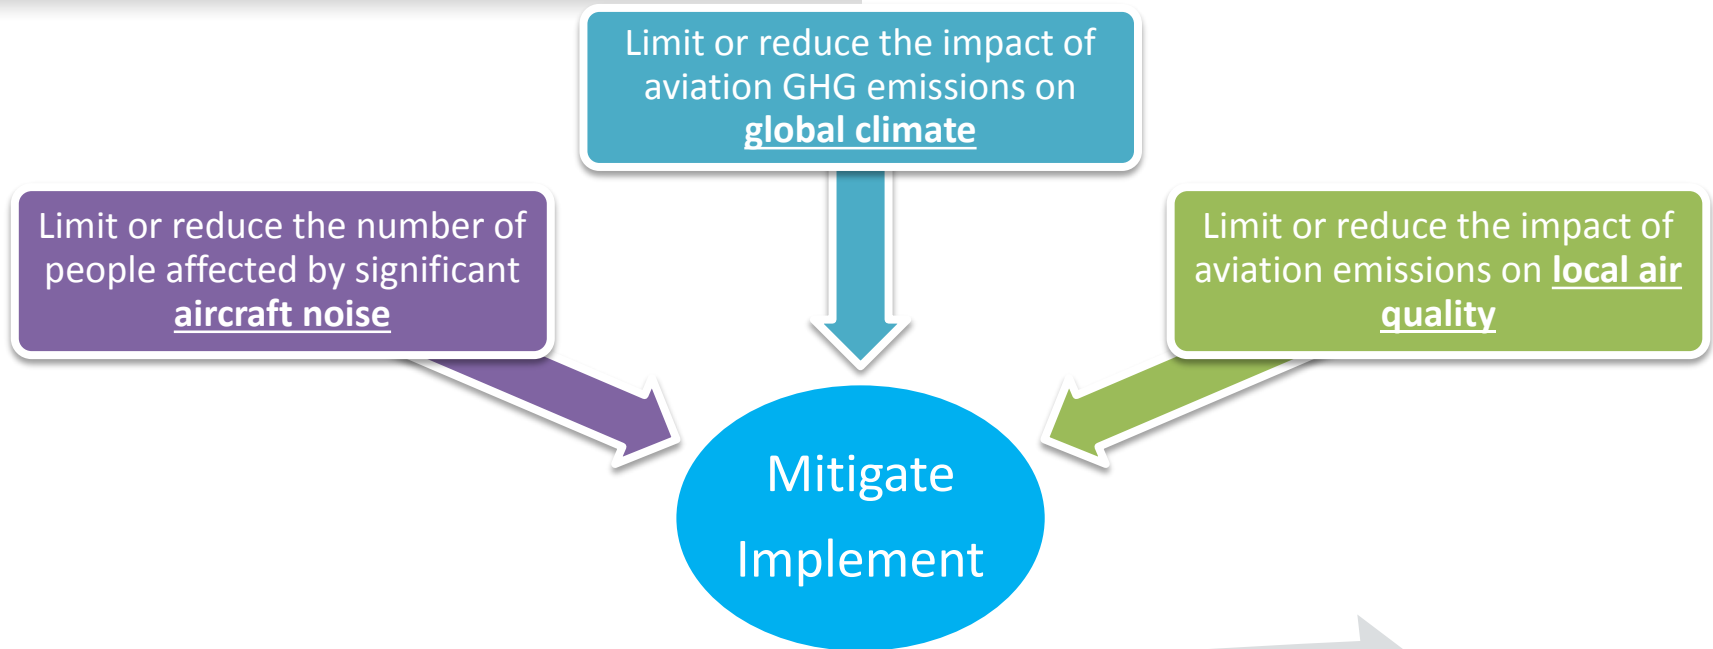 Limit or reduce the impact of
aviation GHG emissions on
global climate
Limit or reduce the number of
people affected by significant
aircraft noise
Limit or reduce the impact of
aviation emissions on local air
quality
Mitigate
Implement